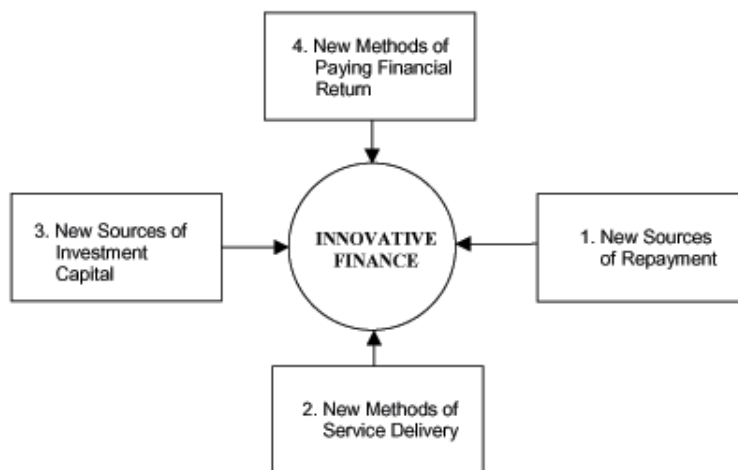 4. New Methods of
Paying Financial
Return
3. New Sources of
Investment
Capital
INNOVATIVE
FINANCE
1. New Sources
of Repayment
2. New Methods of
Service Delivery